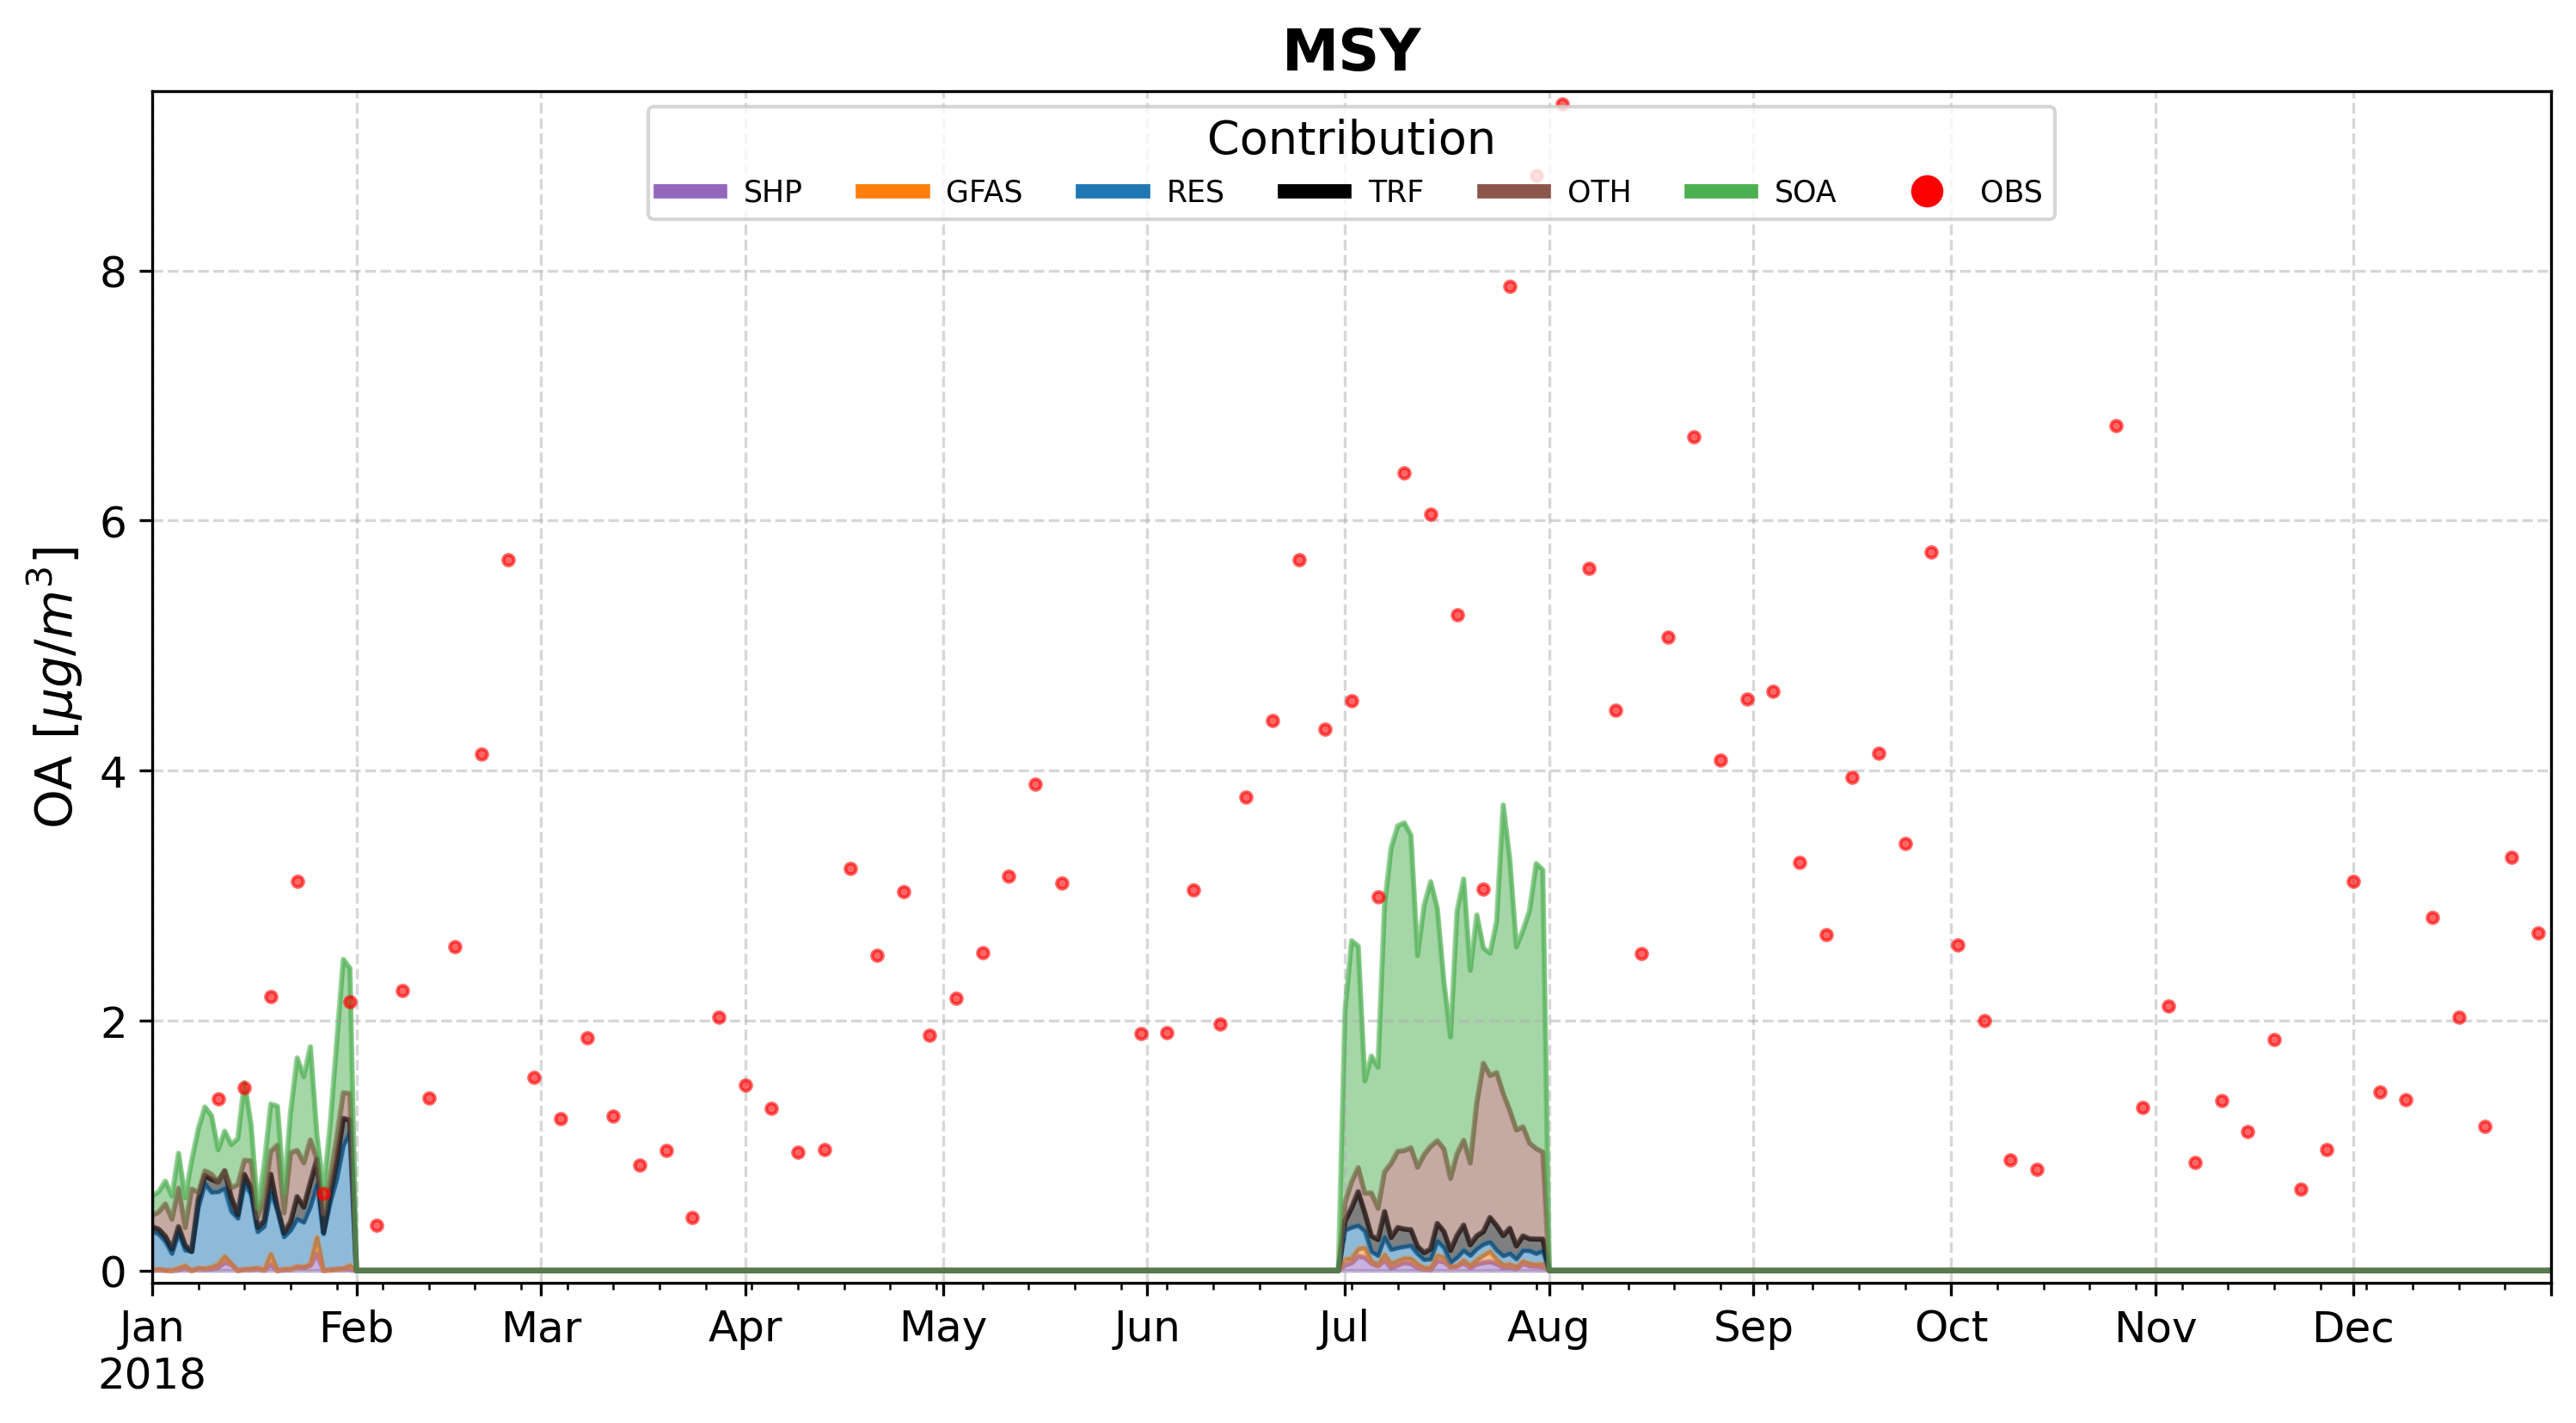 MSY
Contribution
SHP GFAS RES TRF OTH SOA OBS
OA [μg/m³]
8
6
4
2
0
Jan Feb Mar Apr May Jun Jul Aug Sep Oct Nov Dec
2018